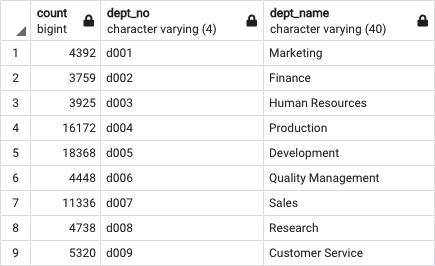 count dept_no dept_name
bigint character varying (4) character varying (40)
1 4392 d001 Marketing
2 3759 d002 Finance
3 3925 d003 Human Resources
4 16172 d004 Production
5 18368 d005 Development
6 4448 d006 Quality Management
7 11336 d007 Sales
8 4738 d008 Research
9 5320 d009 Customer Service